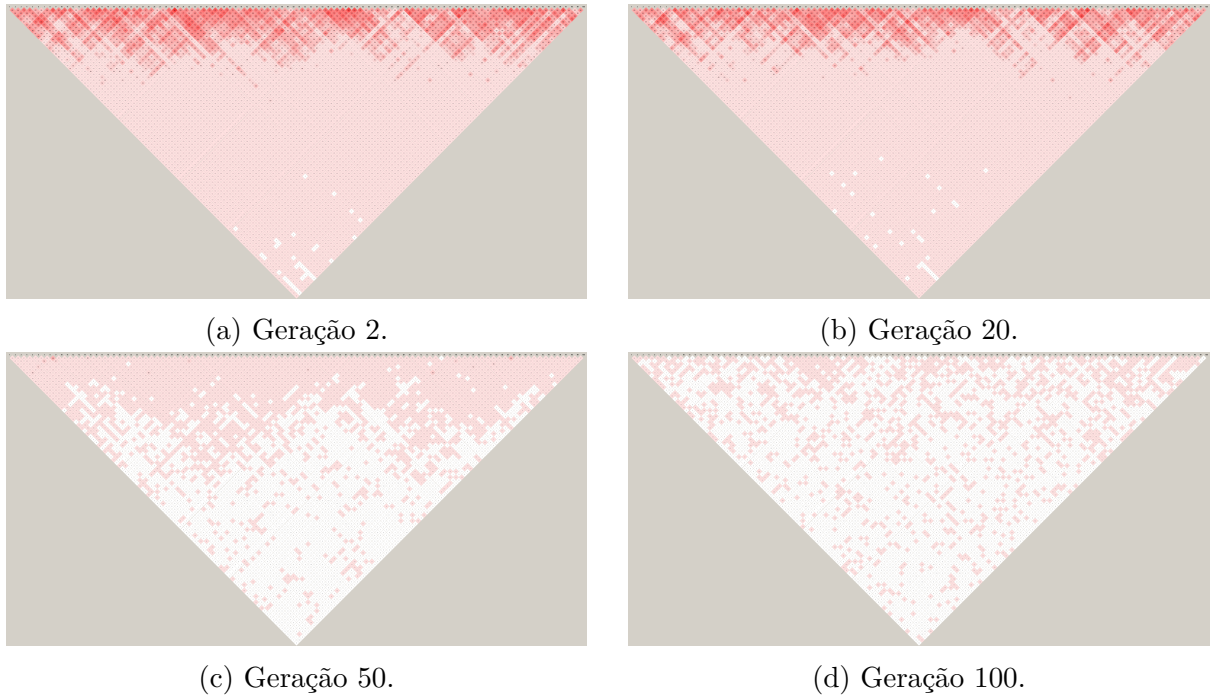 (a) Geração 2.
(b) Geração 20.
(c) Geração 50.
(d) Geração 100.